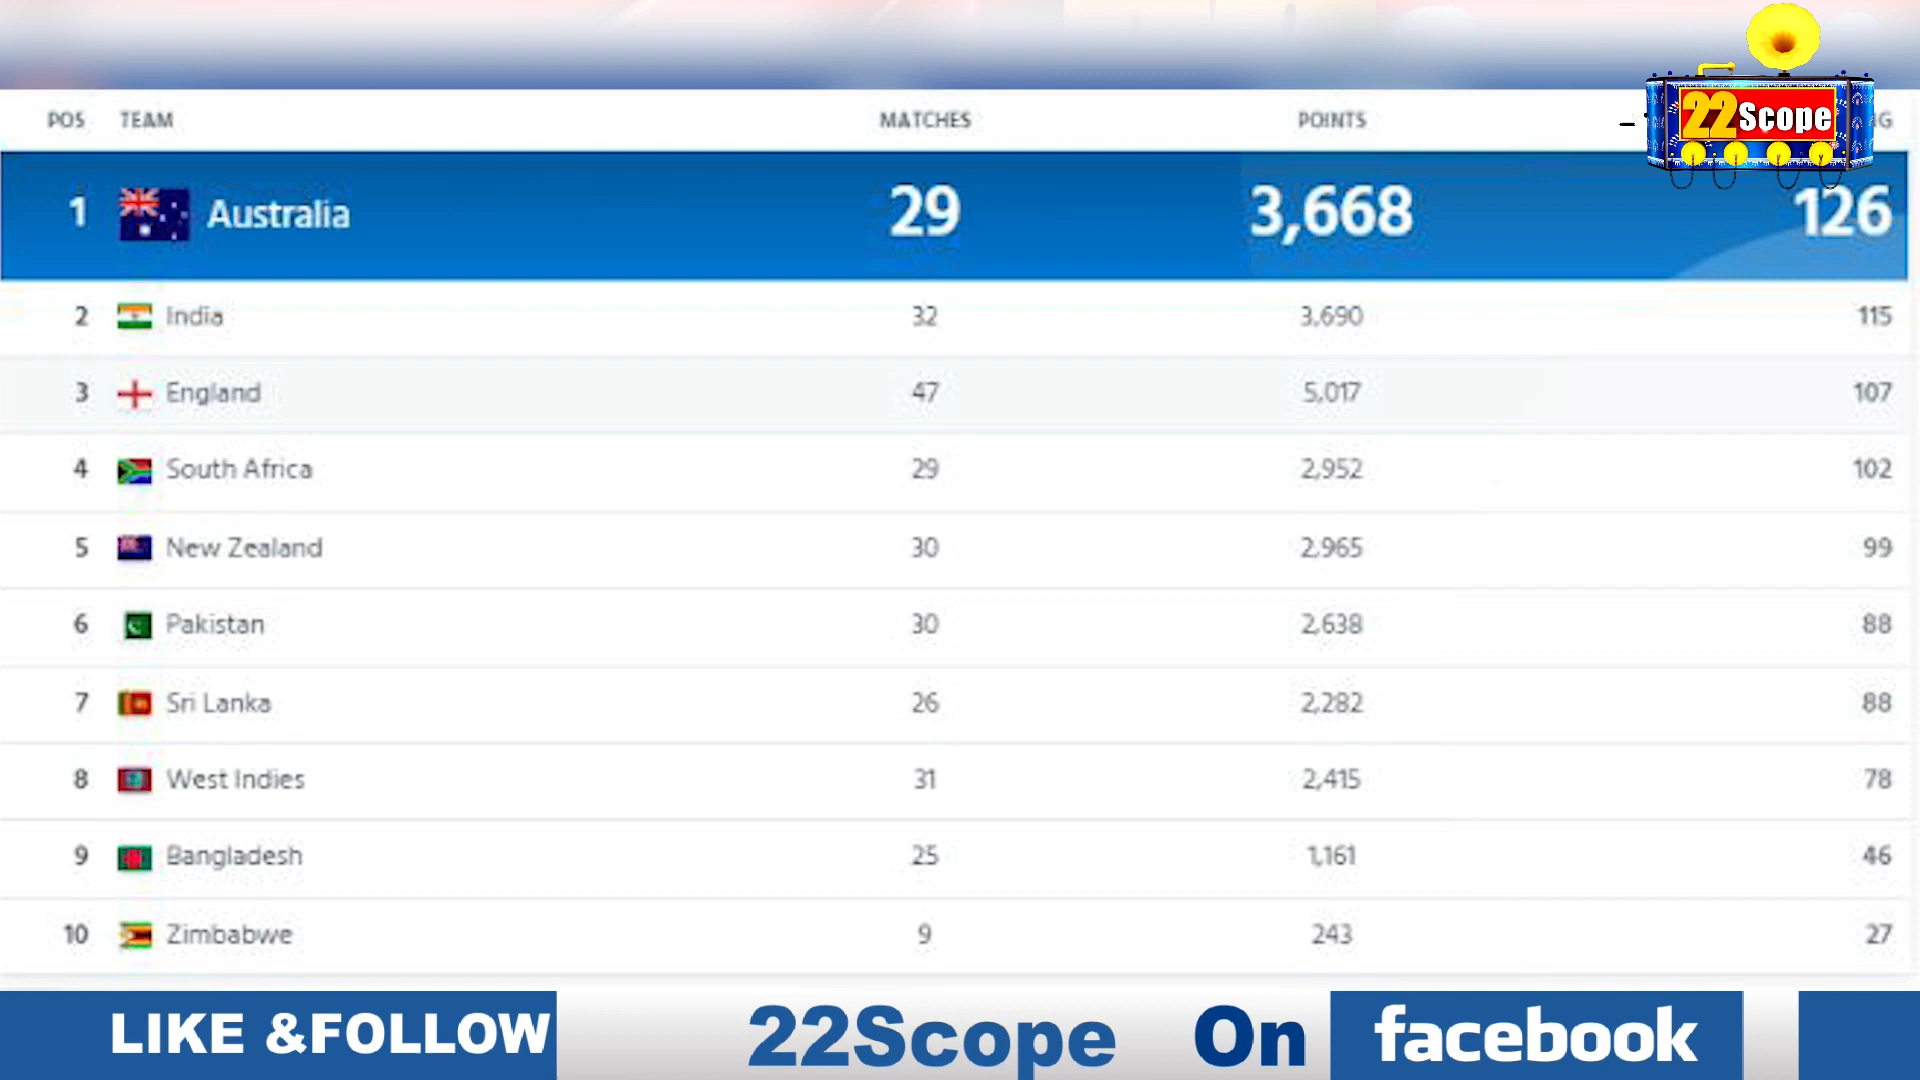 22Scope
POS TEAM MATCHES POINTS
1 Australia 29 3,668 126
2 India 32 3,690 115
3 England 47 5,017 107
4 South Africa 29 2,952 102
5 New Zealand 30 2,965 99
6 Pakistan 30 2,638 88
7 Sri Lanka 26 2,282 88
8 West Indies 31 2,415 78
9 Bangladesh 25 1,161 46
10 Zimbabwe 9 243 27
LIKE &FOLLOW 22Scope On facebook